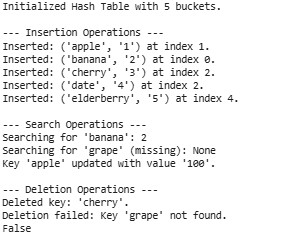 Initialized Hash Table with 5 buckets.

--- Insertion Operations ---
Inserted: ('apple', '1') at index 1.
Inserted: ('banana', '2') at index 0.
Inserted: ('cherry', '3') at index 2.
Inserted: ('date', '4') at index 2.
Inserted: ('elderberry', '5') at index 4.

--- Search Operations ---
Searching for 'banana': 2
Searching for 'grape' (missing): None
Key 'apple' updated with value '100'.

--- Deletion Operations ---
Deleted key: 'cherry'.
Deletion failed: Key 'grape' not found.
False